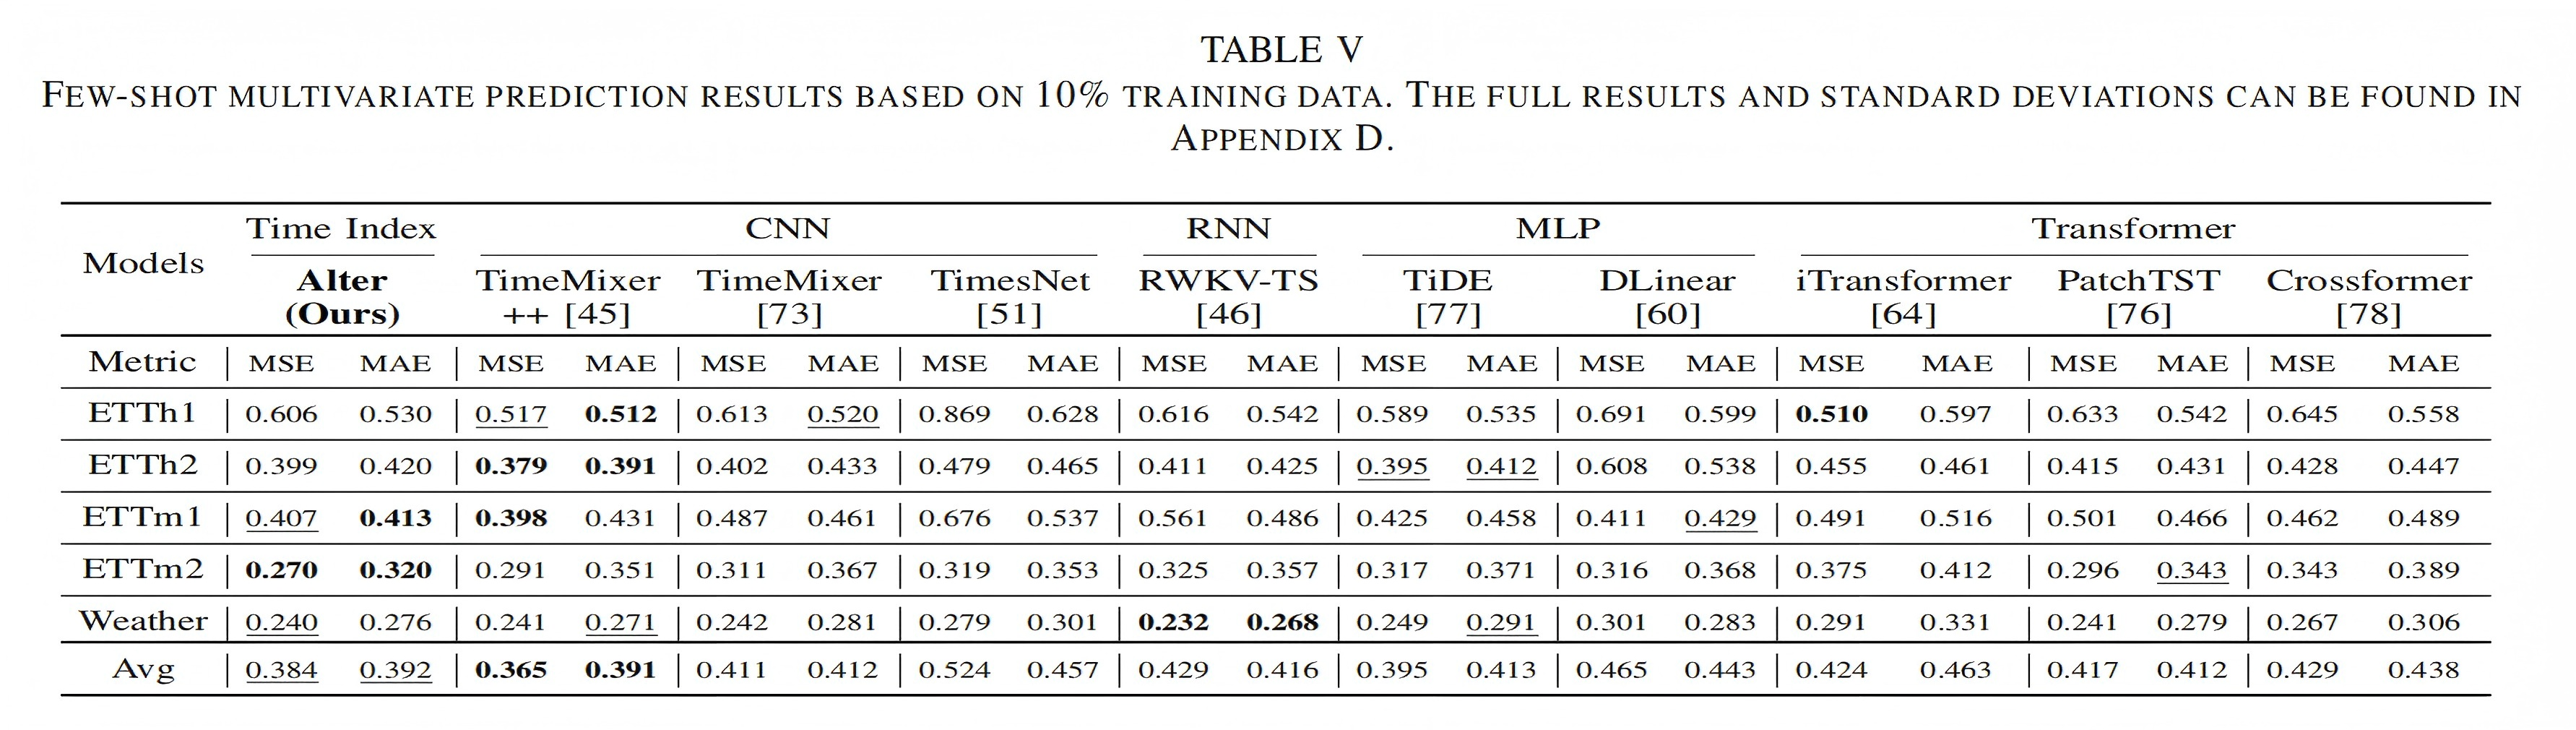 TABLE V
FEW-SHOT MULTIVARIATE PREDICTION RESULTS BASED ON 10% TRAINING DATA. THE FULL RESULTS AND STANDARD DEVIATIONS CAN BE FOUND IN
APPENDIX D.
Models Time Index CNN RNN MLP Transformer
Alter TimeMixer TimeMixer TimesNet RWKV-TS TiDE DLinear iTransformer PatchTST Crossformer
(Ours) ++ [45] [73] [51] [46] [77] [60] [64] [76] [78]
Metric MSE MAE MSE MAE MSE MAE MSE MAE MSE MAE MSE MAE MSE MAE MSE MAE MSE MAE MSE MAE
ETTh1 0.606 0.530 0.517 0.512 0.613 0.520 0.869 0.628 0.616 0.542 0.589 0.535 0.691 0.599 0.510 0.597 0.633 0.542 0.645 0.558
ETTh2 0.399 0.420 0.379 0.391 0.402 0.433 0.479 0.465 0.411 0.425 0.395 0.412 0.608 0.538 0.455 0.461 0.415 0.431 0.428 0.447
ETTm1 0.407 0.413 0.398 0.431 0.487 0.461 0.676 0.537 0.561 0.486 0.425 0.458 0.411 0.429 0.491 0.516 0.501 0.466 0.462 0.489
ETTm2 0.270 0.320 0.291 0.351 0.311 0.367 0.319 0.353 0.325 0.357 0.317 0.371 0.316 0.368 0.375 0.412 0.296 0.343 0.343 0.389
Weather 0.240 0.276 0.241 0.271 0.242 0.281 0.279 0.301 0.232 0.268 0.249 0.291 0.301 0.283 0.291 0.331 0.241 0.279 0.267 0.306
Avg 0.384 0.392 0.365 0.391 0.411 0.412 0.524 0.457 0.429 0.416 0.395 0.413 0.465 0.443 0.424 0.463 0.417 0.412 0.429 0.438